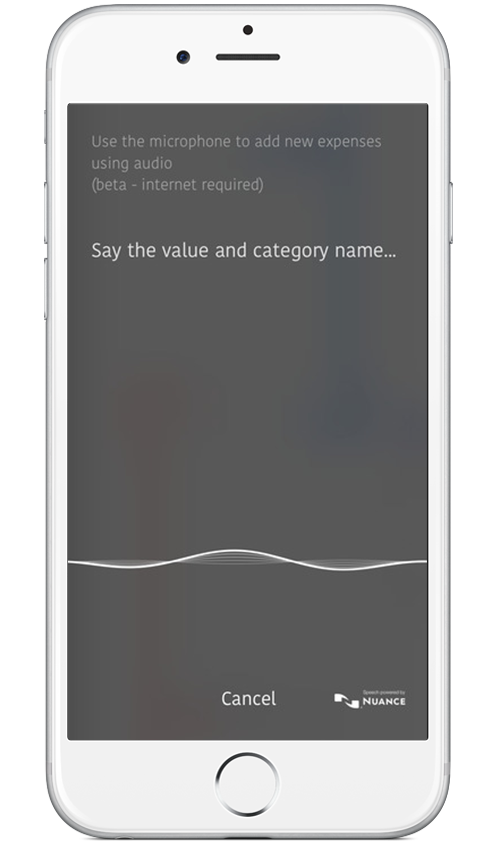 Use the microphone to add new expenses
using audio
(beta - internet required)
Say the value and category name...
Cancel
Speech powered by
NUANCE